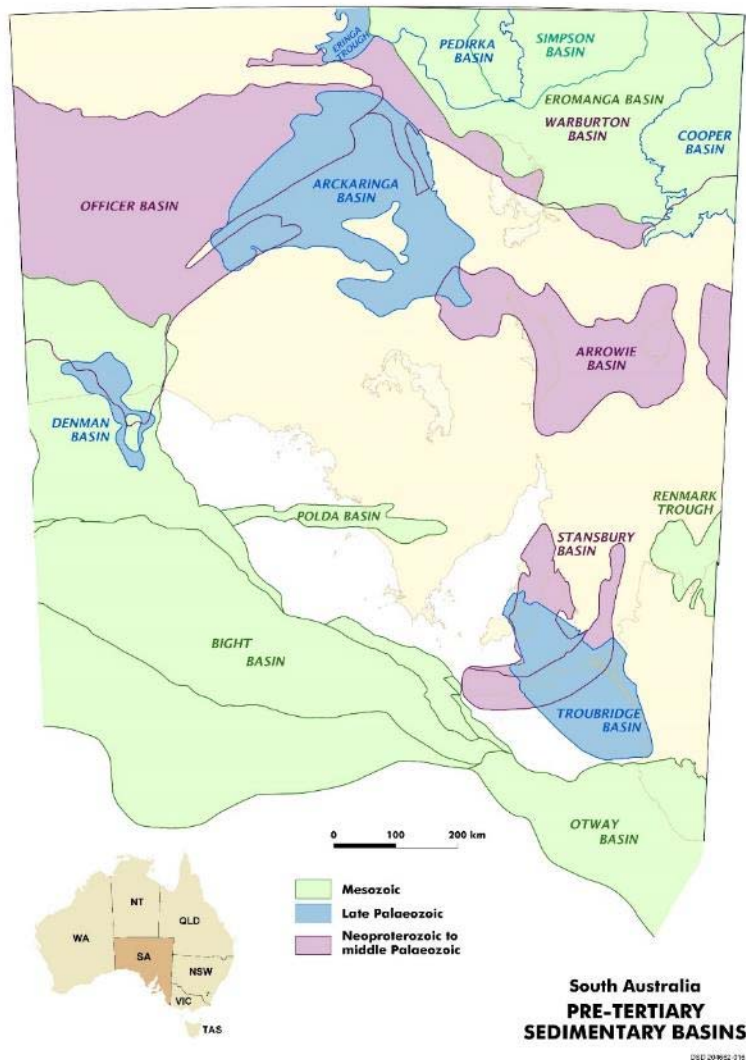 ERINGA
TROUGH
PEDIRKA
BASIN
SIMPSON
BASIN
EROMANGA BASIN
WARBURTON
BASIN
COOPER
BASIN
ARCKARINGA
BASIN
OFFICER BASIN
ARROWIE
BASIN
DENMAN
BASIN
RENMARK
TROUGH
POLDA BASIN
STANSBURY
BASIN
BIGHT
BASIN
TROUBRIDGE
BASIN
OTWAY
BASIN
0 100 200 km
Mesozoic
Late Palaeozoic
Neoproterozoic to
middle Palaeozoic
NT
QLD
WA
SA
NSW
VIC
TAS
South Australia
PRE-TERTIARY
SEDIMENTARY BASINS